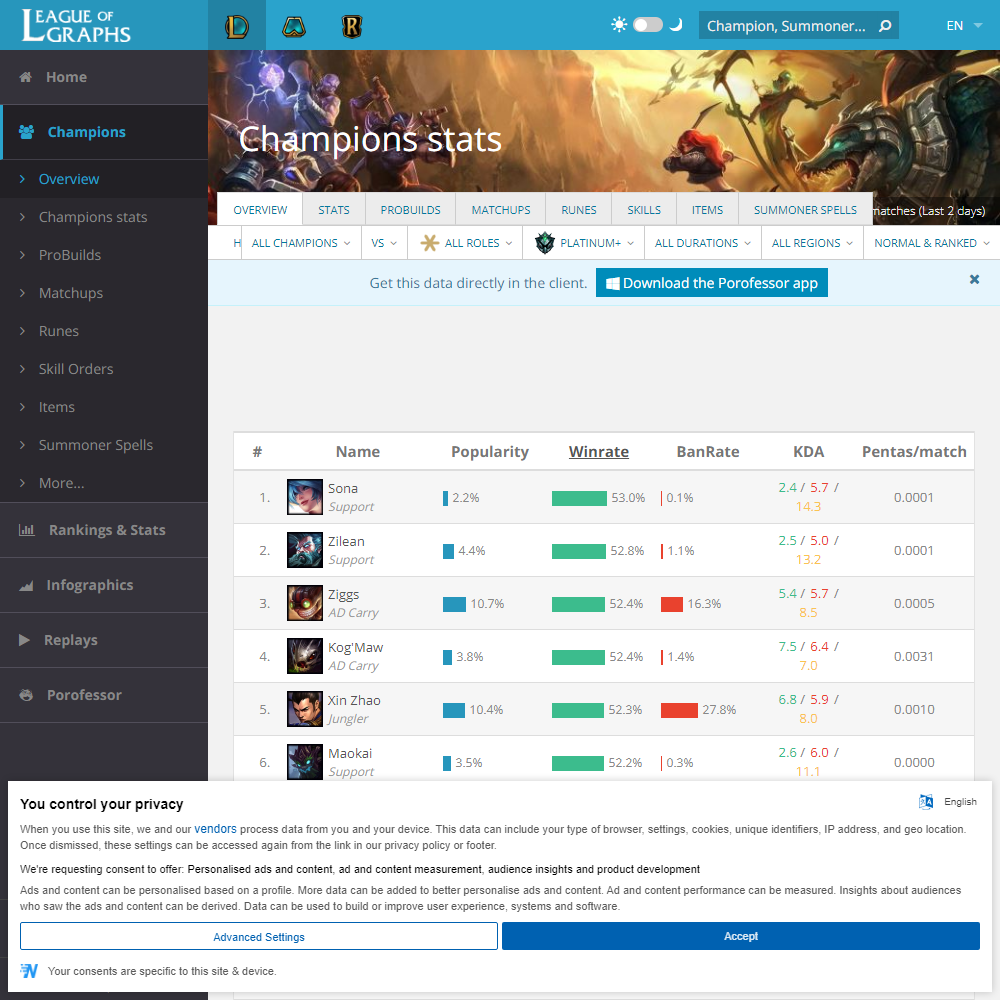 LEAGUE OF GRAPHS
Champion, Summoner...
EN
Home
Champions
Overview
Champions stats
ProBuilds
Matchups
Runes
Skill Orders
Items
Summoner Spells
More...
Rankings & Stats
Infographics
Replays
Porofessor
Champions stats
matches (Last 2 days)
OVERVIEW STATS PROBUILDS MATCHUPS RUNES SKILLS ITEMS SUMMONER SPELLS
H ALL CHAMPIONS VS ALL ROLES PLATINUM+ ALL DURATIONS ALL REGIONS NORMAL & RANKED
Get this data directly in the client. Download the Porofessor app
# Name Popularity Winrate BanRate KDA Pentas/match
1. Sona Support 2.2% 53.0% 0.1% 2.4 / 5.7 / 14.3 0.0001
2. Zilean Support 4.4% 52.8% 1.1% 2.5 / 5.0 / 13.2 0.0001
3. Ziggs AD Carry 10.7% 52.4% 16.3% 5.4 / 5.7 / 8.5 0.0005
4. Kog'Maw AD Carry 3.8% 52.4% 1.4% 7.5 / 6.4 / 7.0 0.0031
5. Xin Zhao Jungler 10.4% 52.3% 27.8% 6.8 / 5.9 / 8.0 0.0010
6. Maokai Support 3.5% 52.2% 0.3% 2.6 / 6.0 / 11.1 0.0000
You control your privacy
English
When you use this site, we and our vendors process data from you and your device. This data can include your type of browser, settings, cookies, unique identifiers, IP address, and geo location.
Once dismissed, these settings can be accessed again from the link in our privacy policy or footer.
We're requesting consent to offer: Personalised ads and content, ad and content measurement, audience insights and product development
Ads and content can be personalised based on a profile. More data can be added to better personalise ads and content. Ad and content performance can be measured. Insights about audiences
who saw the ads and content can be derived. Data can be used to build or improve user experience, systems and software.
Advanced Settings
Accept
Your consents are specific to this site & device.